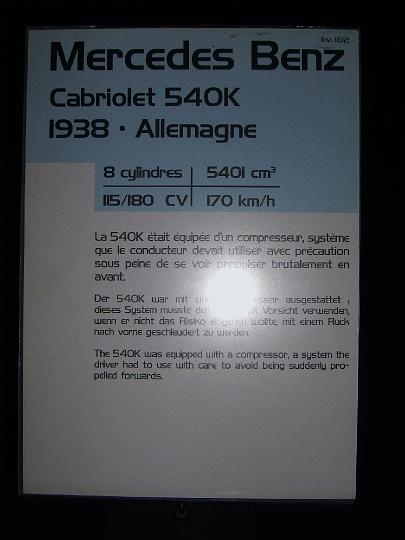 Inv. 1612
Mercedes Benz
Cabriolet 540K
1938 • Allemagne
8 cylindres 5401 cm³
115/180 CV 170 km/h
La 540K était équipée d'un compresseur, système
que le conducteur devait utiliser avec précaution
sous peine de se voir propulser brutalement en
avant.
Der 540K war mit ausgestattet ;
dieses System musste Vorsicht verwenden,
wenn er nicht das Risiko eingehen wollte, mit einem Ruck
nach vorne geschleudert zu werden.
The 540K was equipped with a compressor, a system the
driver had to use with care to avoid being suddenly pro-
pelled forwards.